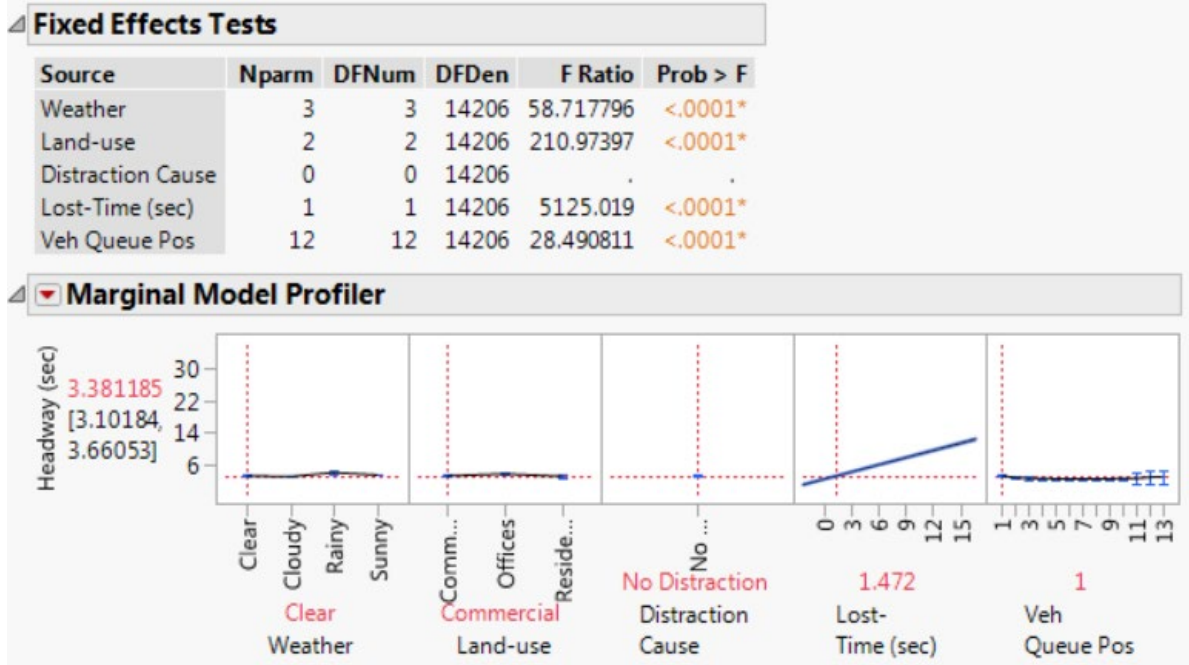 Fixed Effects Tests
Source Nparm DFNum DFDen F Ratio Prob > F
Weather 3 3 14206 58.717796 <.0001*
Land-use 2 2 14206 210.97397 <.0001*
Distraction Cause 0 0 14206 . .
Lost-Time (sec) 1 1 14206 5125.019 <.0001*
Veh Queue Pos 12 12 14206 28.490811 <.0001*
Marginal Model Profiler
Headway (sec)
3.381185
[3.10184,
3.66053]
30
22
14
6
Clear Cloudy Rainy Sunny
Comm... Offices Reside...
No ...
0 3 6 9 12 15
1 3 5 7 9 11 13
Clear Commercial No Distraction 1.472 1
Weather Land-use Distraction Cause Lost-Time (sec) Veh Queue Pos